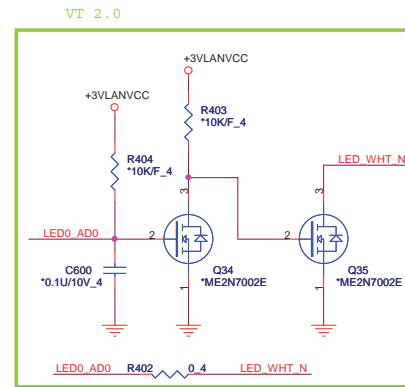 VT 2.0
+3VLANVCC
+3VLANVCC
R403
*10K/F_4
R404
*10K/F_4
LED_WHT_N
3
3
LED0_AD0
2
2
C600
*0.1U/10V_4
Q34
*ME2N7002E
Q35
*ME2N7002E
1
1
LED0_AD0
R402
0_4
LED_WHT_N